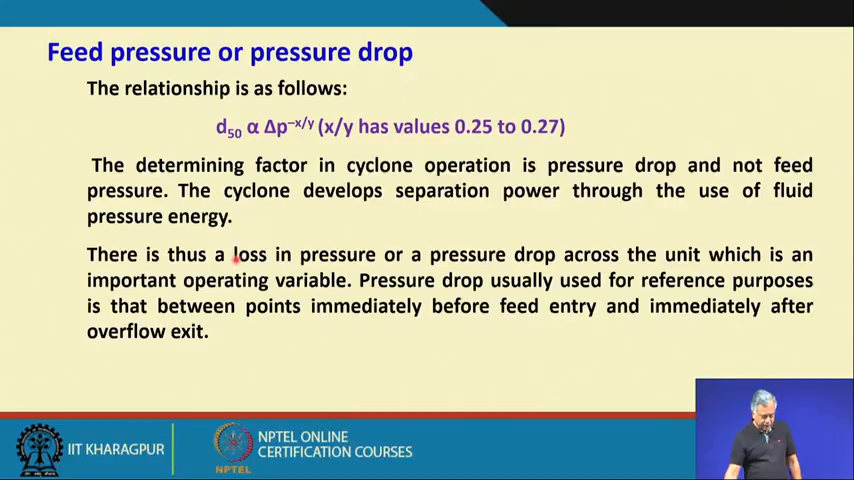 Feed pressure or pressure drop
The relationship is as follows:
d50 α Δp–x/y (x/y has values 0.25 to 0.27)
The determining factor in cyclone operation is pressure drop and not feed
pressure. The cyclone develops separation power through the use of fluid
pressure energy.
There is thus a loss in pressure or a pressure drop across the unit which is an
important operating variable. Pressure drop usually used for reference purposes
is that between points immediately before feed entry and immediately after
overflow exit.
IIT KHARAGPUR
NPTEL
NPTEL ONLINE
CERTIFICATION COURSES